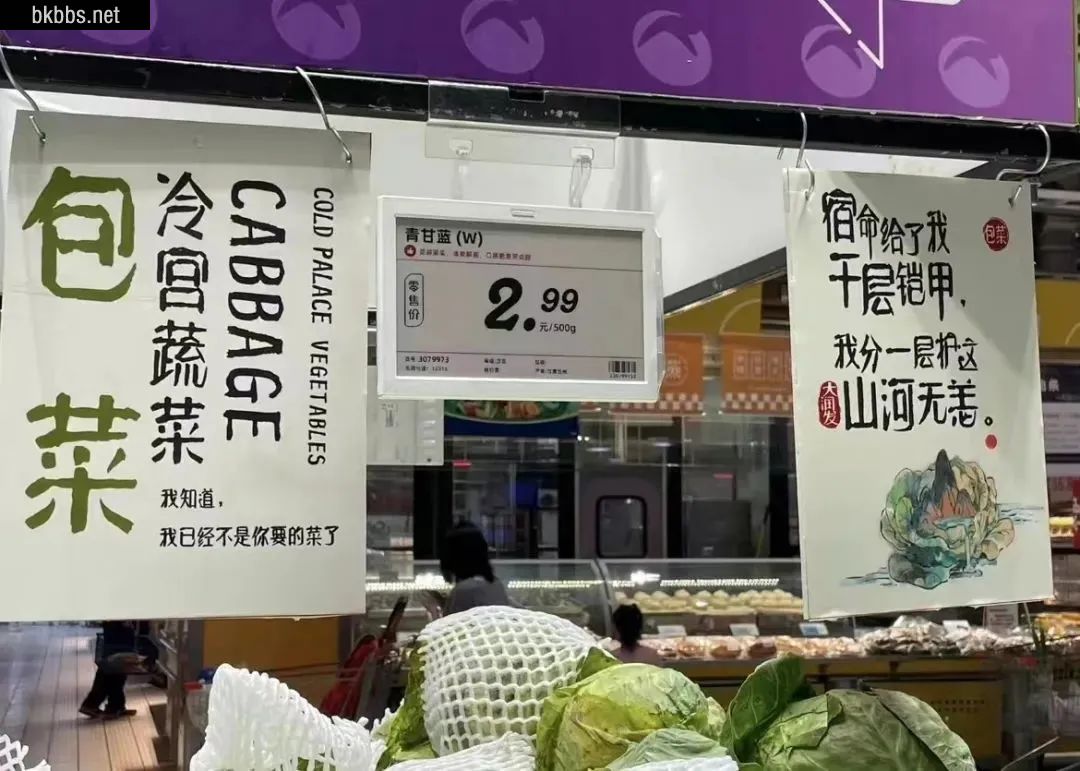 bkbbs.net
包菜
冷宫蔬菜
CABBAGE
COLD PALACE VEGETABLES
我知道，
我已经不是你要的菜了
青甘蓝 (W)
零售价
2.99
元/500g
3079973
宿命给了我
千层铠甲，
我分一层护这
山河无恙。
包菜
大润发